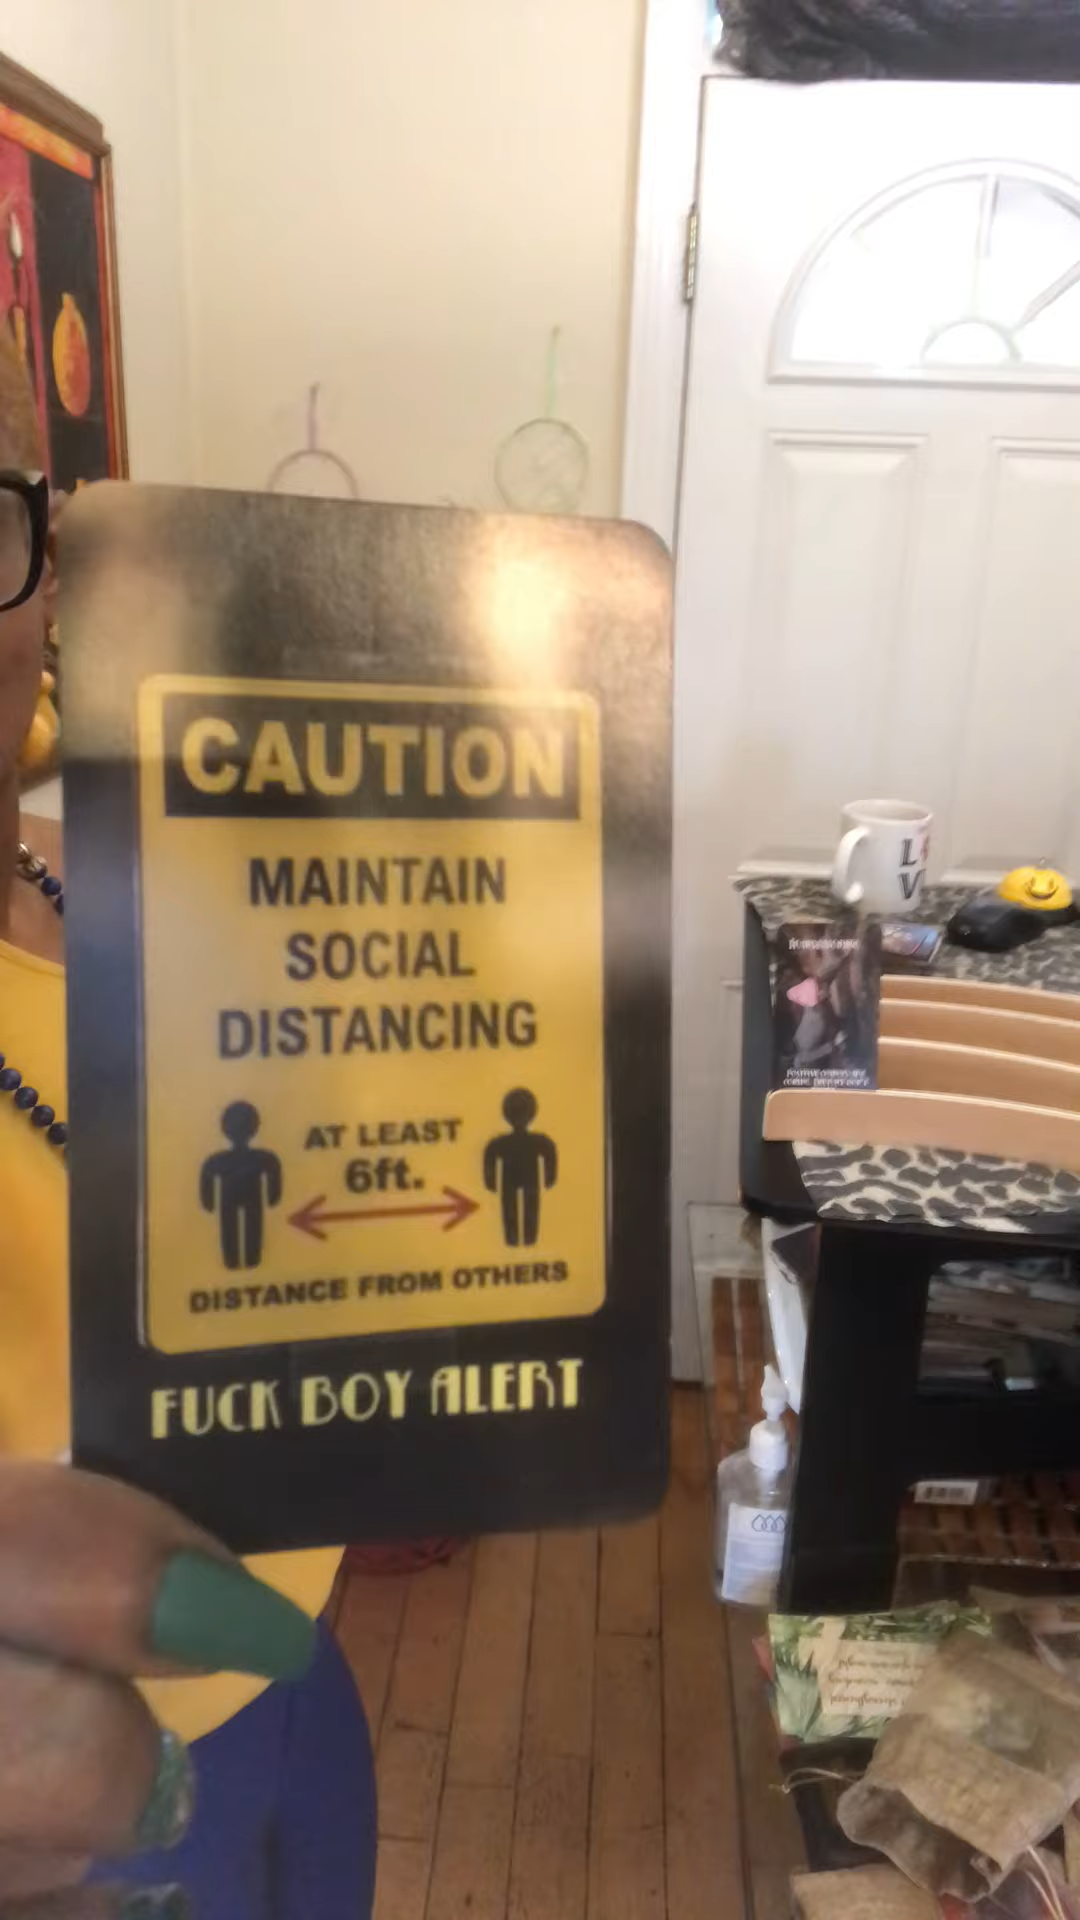 CAUTION
MAINTAIN
SOCIAL
DISTANCING
AT LEAST
6ft.
DISTANCE FROM OTHERS
FUCK BOY ALERT
L
V